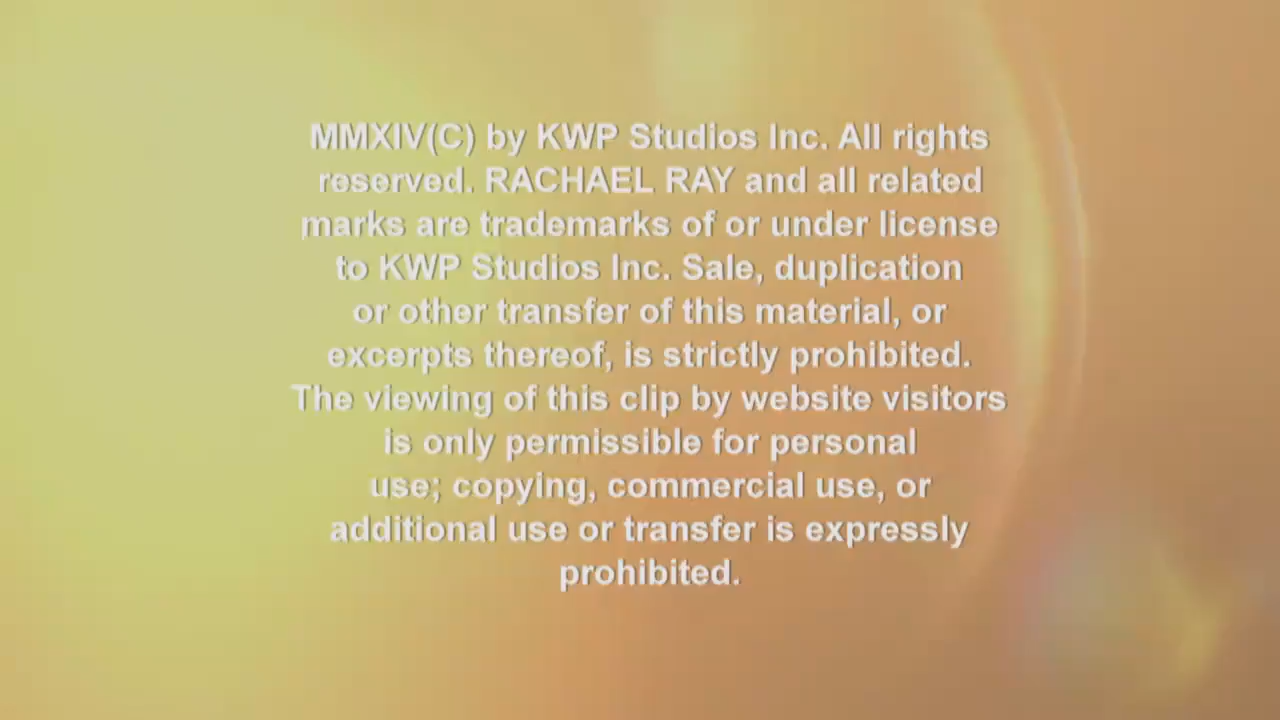 MMXIV(C) by KWP Studios Inc. All rights
reserved. RACHAEL RAY and all related
marks are trademarks of or under license
to KWP Studios Inc. Sale, duplication
or other transfer of this material, or
excerpts thereof, is strictly prohibited.
The viewing of this clip by website visitors
is only permissible for personal
use; copying, commercial use, or
additional use or transfer is expressly
prohibited.